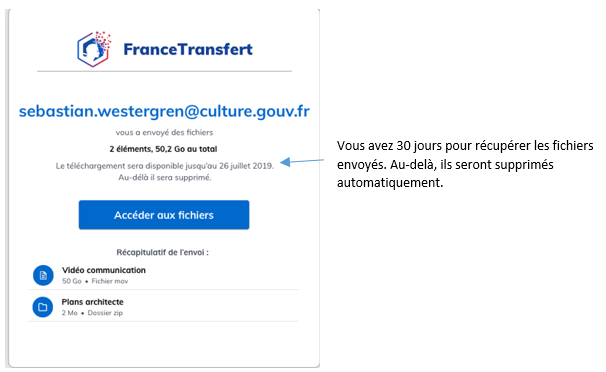 FranceTransfert
sebastian.westergren@culture.gouv.fr
vous a envoyé des fichiers
2 éléments, 50,2 Go au total
Le téléchargement sera disponible jusqu'au 26 juillet 2019.
Au-délà il sera supprimé.
Accéder aux fichiers
Récapitulatif de l'envoi :
Vidéo communication
50 Go • Fichier mov
Plans architecte
2 Mo • Dossier zip
Vous avez 30 jours pour récupérer les fichiers
envoyés. Au-delà, ils seront supprimés
automatiquement.